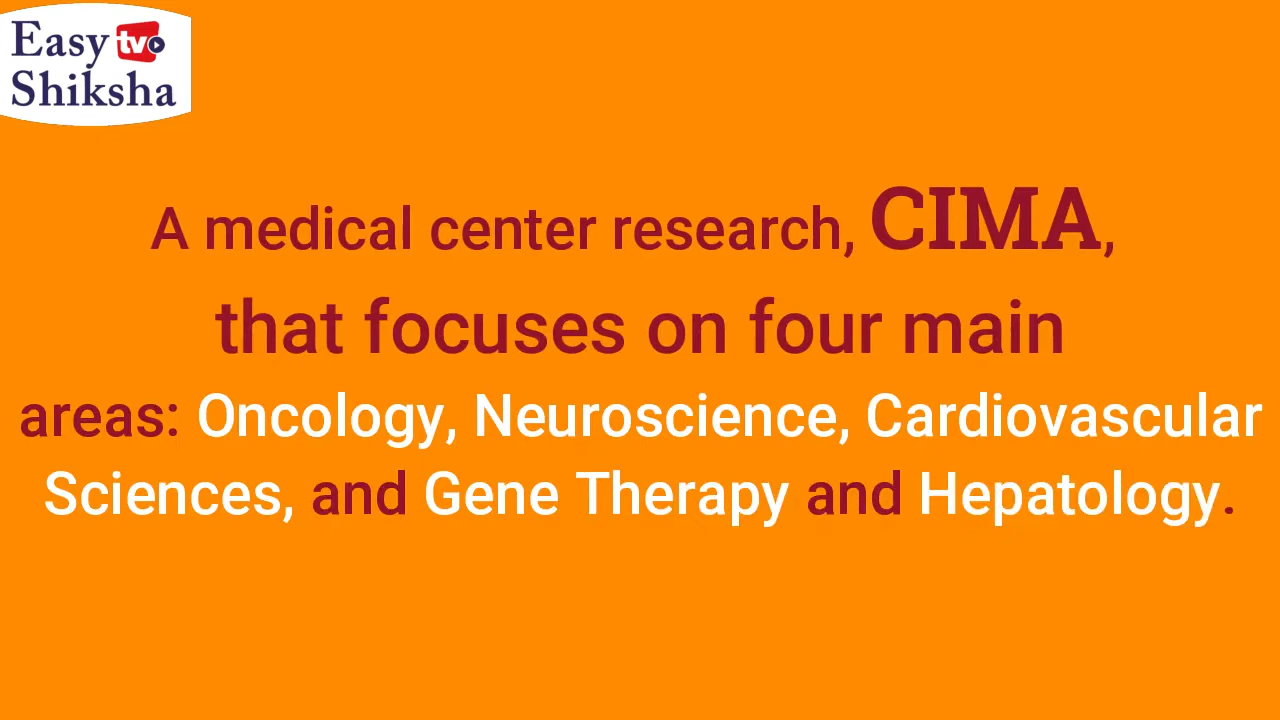 Easy tv
Shiksha
A medical center research, CIMA,
that focuses on four main
areas: Oncology, Neuroscience, Cardiovascular
Sciences, and Gene Therapy and Hepatology.